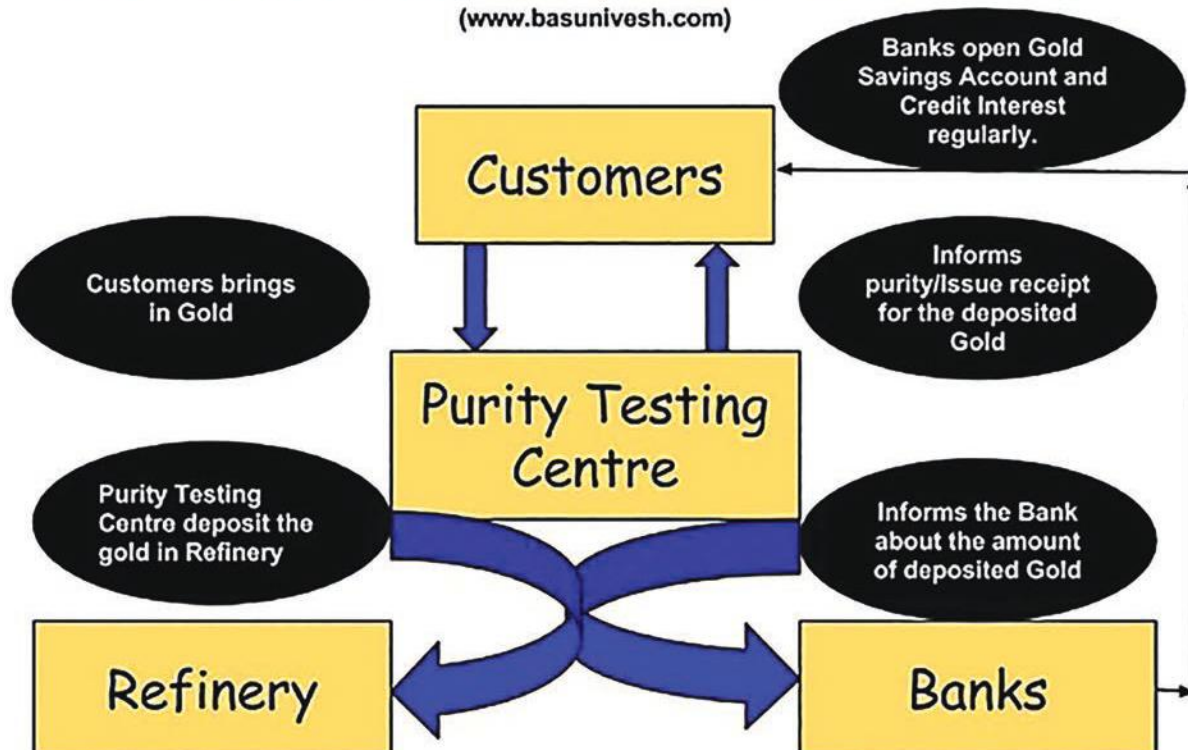 (www.basunivesh.com)
Banks open Gold
Savings Account and
Credit Interest
regularly.
Customers
Customers brings
in Gold
Informs
purity/Issue receipt
for the deposited
Gold
Purity Testing
Centre
Purity Testing
Centre deposit the
gold in Refinery
Informs the Bank
about the amount
of deposited Gold
Refinery
Banks